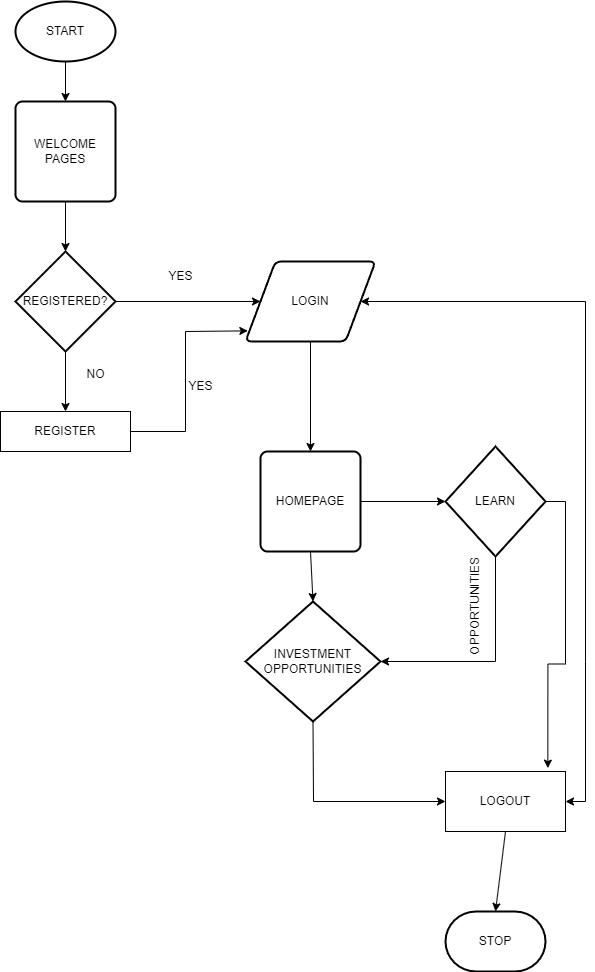 START
WELCOME
PAGES
REGISTERED?
YES
LOGIN
NO
YES
REGISTER
HOMEPAGE
LEARN
OPPORTUNITIES
INVESTMENT
OPPORTUNITIES
LOGOUT
STOP